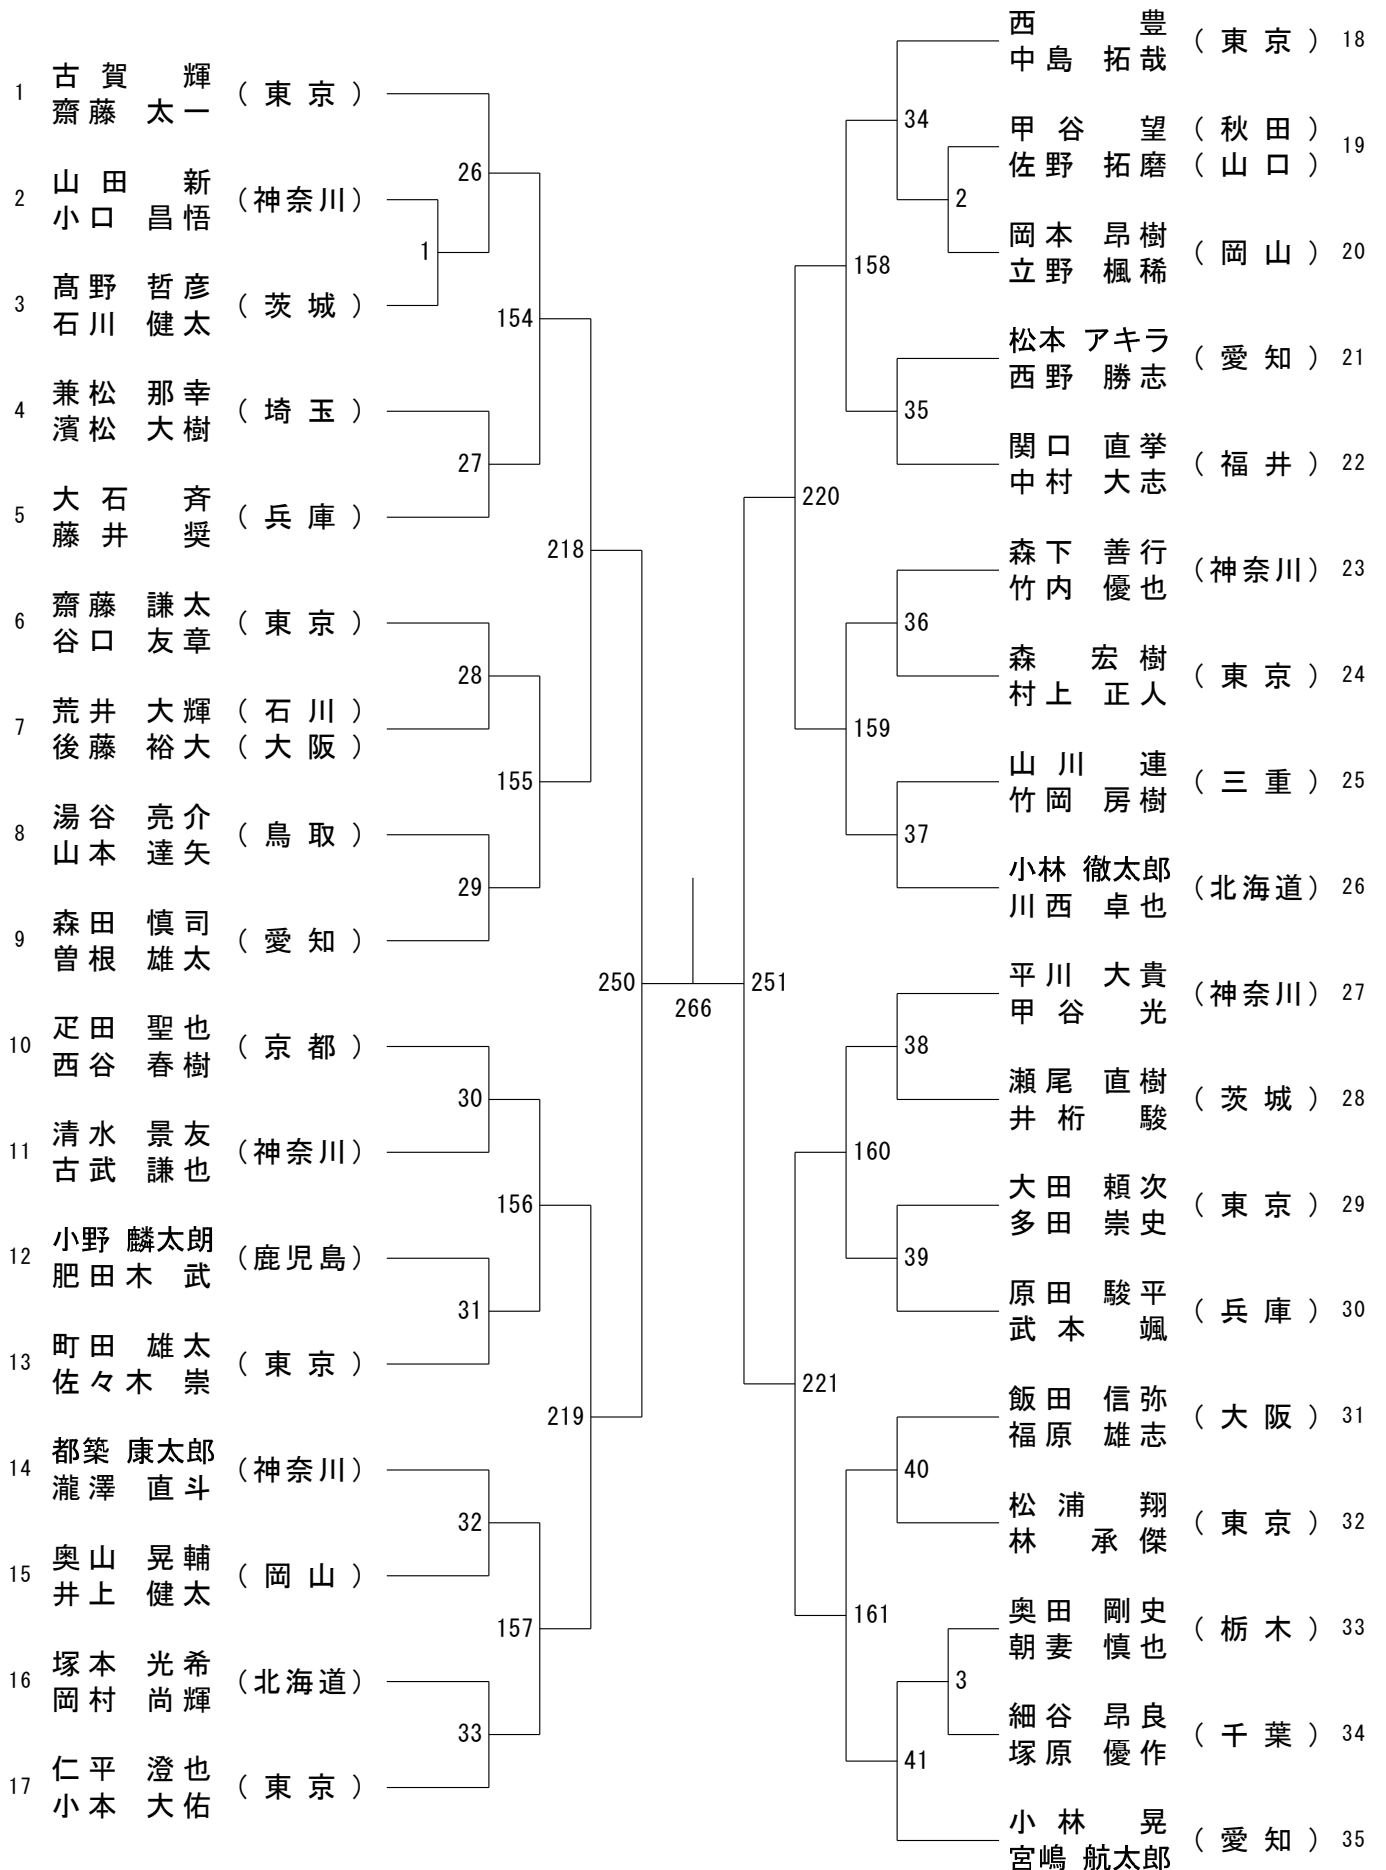 1 古賀 輝 (東京)
齋藤 太一
26
2 山田 新 (神奈川)
小口 昌悟
1
3 髙野 哲彦 (茨城)
石川 健太
154
4 兼松 那幸 (埼玉)
濱松 大樹
27
5 大石 斉 (兵庫)
藤井 奨
218
6 齋藤 謙太 (東京)
谷口 友章
28
7 荒井 大輝 (石川)
後藤 裕大 (大阪)
155
8 湯谷 亮介 (鳥取)
山本 達矢
29
9 森田 慎司 (愛知)
曽根 雄太
250
10 疋田 聖也 (京都)
西谷 春樹
30
11 清水 景友 (神奈川)
古武 謙也
156
12 小野 麟太朗 (鹿児島)
肥田木 武
31
13 町田 雄太 (東京)
佐々木 崇
219
14 都築 康太郎 (神奈川)
瀧澤 直斗
32
15 奥山 晃輔 (岡山)
井上 健太
157
16 塚本 光希 (北海道)
岡村 尚輝
33
17 仁平 澄也 (東京)
小本 大佑
266
西 豊 (東京) 18
中島 拓哉
34
甲谷 望 (秋田) 19
佐野 拓磨 (山口)
2
岡本 昂樹 (岡山) 20
立野 楓稀
158
松本 アキラ (愛知) 21
西野 勝志
35
関口 直挙 (福井) 22
中村 大志
220
森下 善行 (神奈川) 23
竹内 優也
36
森 宏樹 (東京) 24
村上 正人
159
山川 連 (三重) 25
竹岡 房樹
37
小林 徹太郎 (北海道) 26
川西 卓也
251
平川 大貴 (神奈川) 27
甲谷 光
38
瀬尾 直樹 (茨城) 28
井桁 駿
160
大田 頼次 (東京) 29
多田 崇史
39
原田 駿平 (兵庫) 30
武本 颯
221
飯田 信弥 (大阪) 31
福原 雄志
40
松浦 翔 (東京) 32
林 承傑
161
奥田 剛史 (栃木) 33
朝妻 慎也
3
細谷 昂良 (千葉) 34
塚原 優作
41
小林 晃 (愛知) 35
宮嶋 航太郎